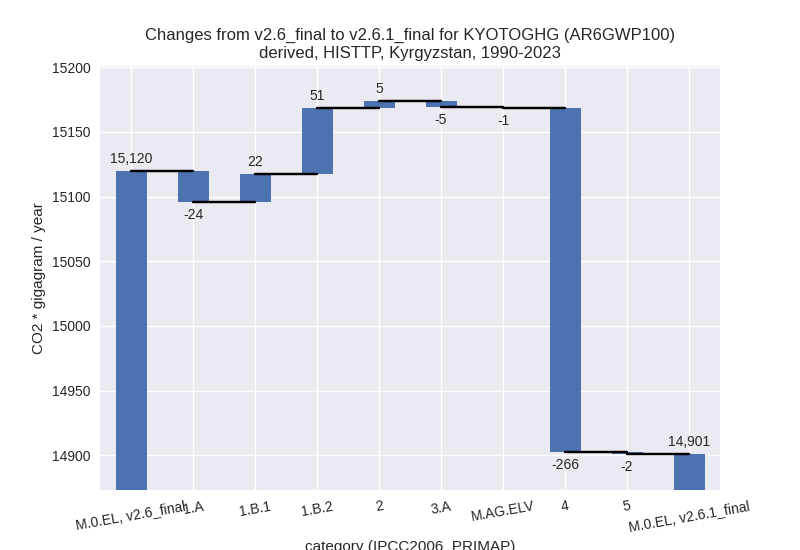 Changes from v2.6_final to v2.6.1_final for KYOTOGHG (AR6GWP100)
derived, HISTTP, Kyrgyzstan, 1990-2023
CO2 * gigagram / year
15200
15150
15100
15050
15000
14950
14900
15,120
-24
22
51
5
-5
-1
-266
-2
14,901
M.0.EL, v2.6_final
1.A
1.B.1
1.B.2
2
3.A
M.AG.ELV
4
5
M.0.EL, v2.6.1_final
category (IPCC2006_PRIMAP)